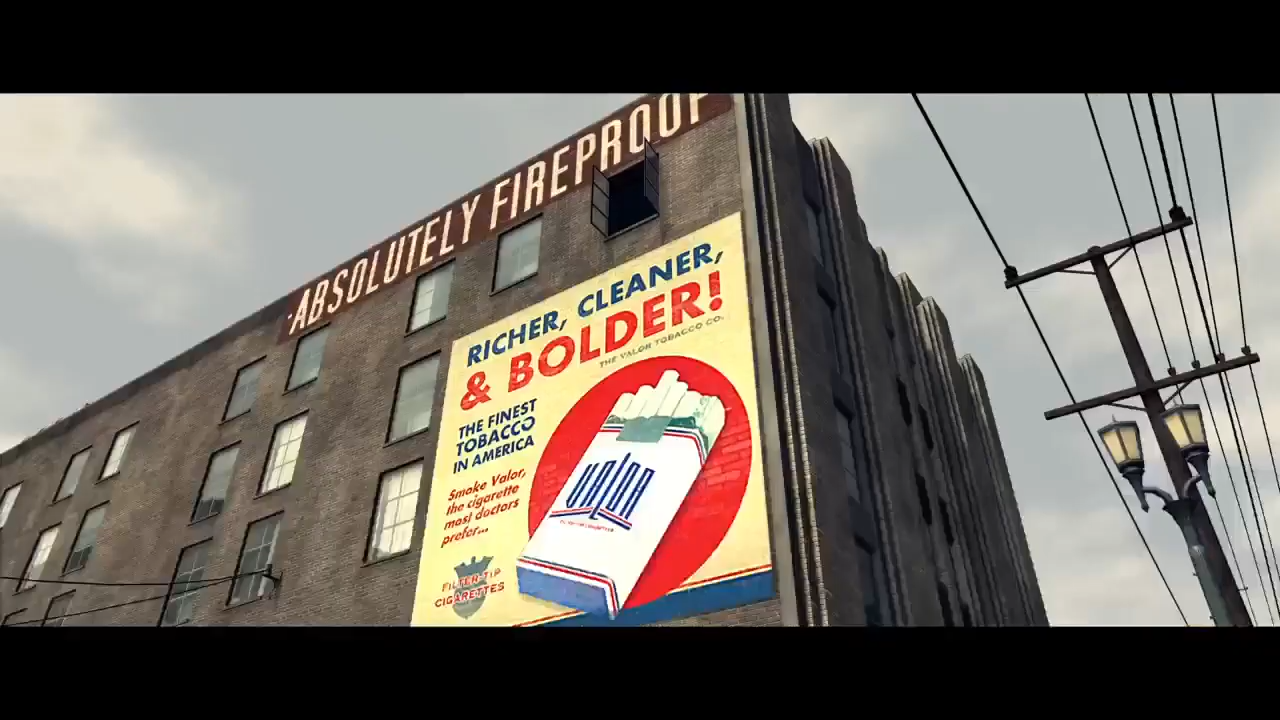 ABSOLUTELY FIREPROOF
RICHER, CLEANER,
& BOLDER!
THE VALOR TOBACCO CO.
THE FINEST
TOBACCO
IN AMERICA
Smoke Valor,
the cigarette
most doctors
prefer...
valor
FILTER-TIP
CIGARETTES